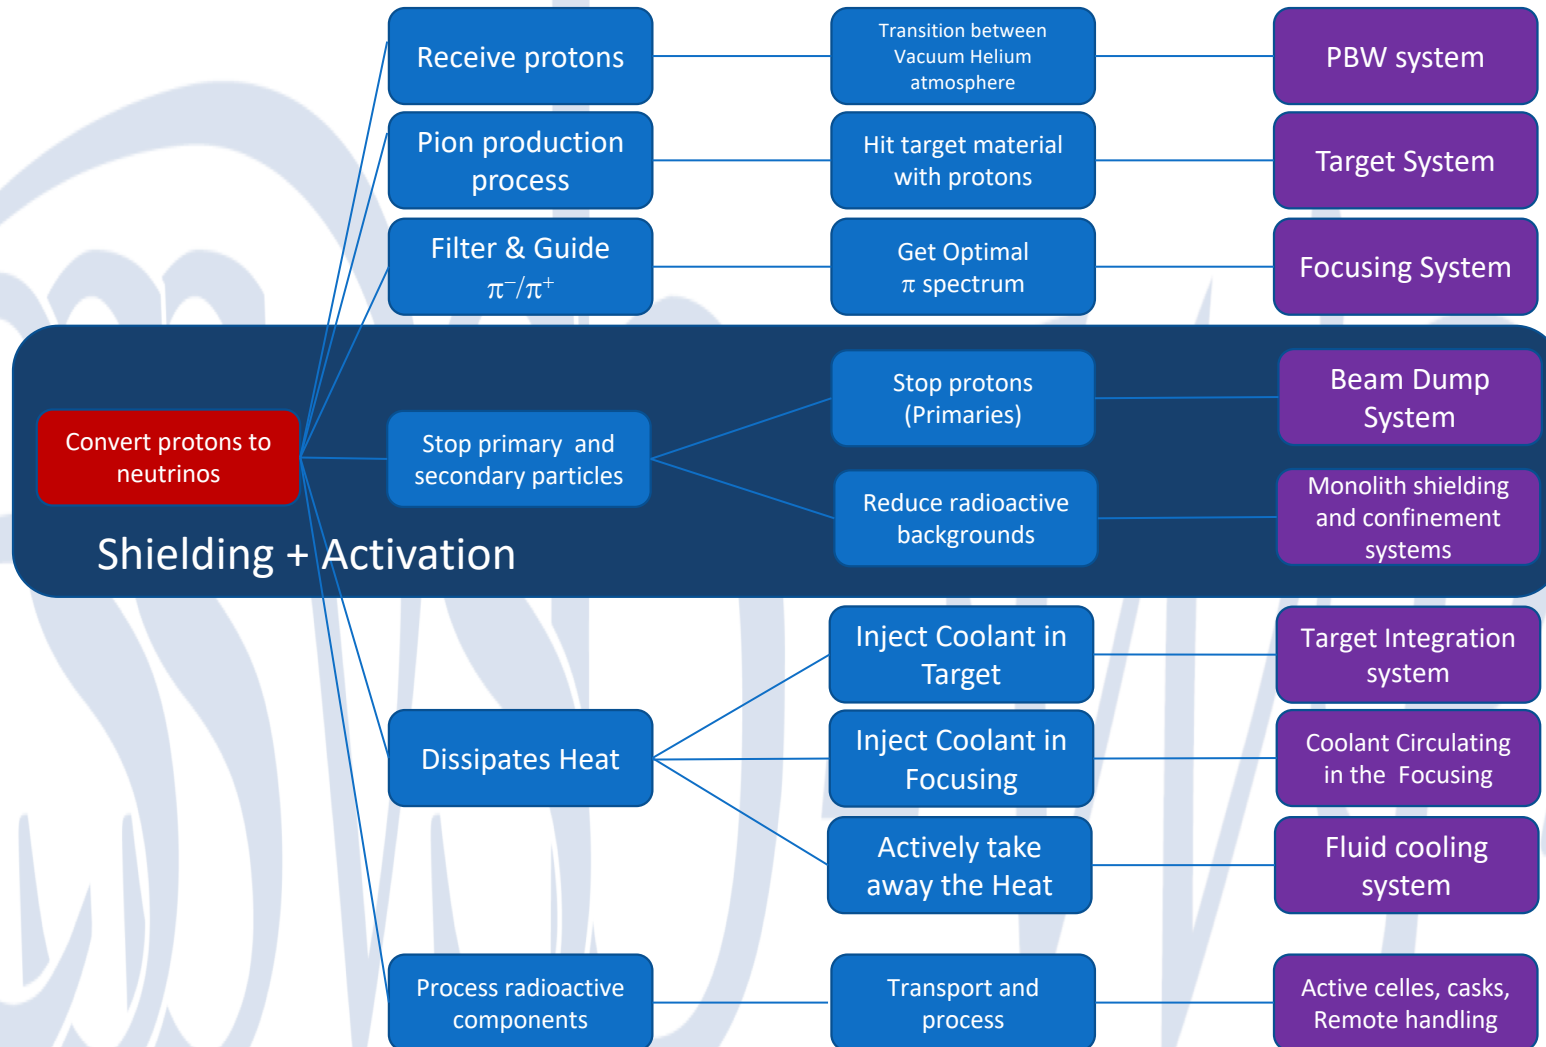 Receive protons
Transition between
Vacuum Helium
atmosphere
PBW system
Pion production
process
Hit target material
with protons
Target System
Filter & Guide
π⁻/π⁺
Get Optimal
π spectrum
Focusing System
Convert protons to
neutrinos
Stop primary and
secondary particles
Stop protons
(Primaries)
Beam Dump
System
Reduce radioactive
backgrounds
Monolith shielding
and confinement
systems
Shielding + Activation
Dissipates Heat
Inject Coolant in
Target
Target Integration
system
Inject Coolant in
Focusing
Coolant Circulating
in the Focusing
Actively take
away the Heat
Fluid cooling
system
Process radioactive
components
Transport and
process
Active celles, casks,
Remote handling